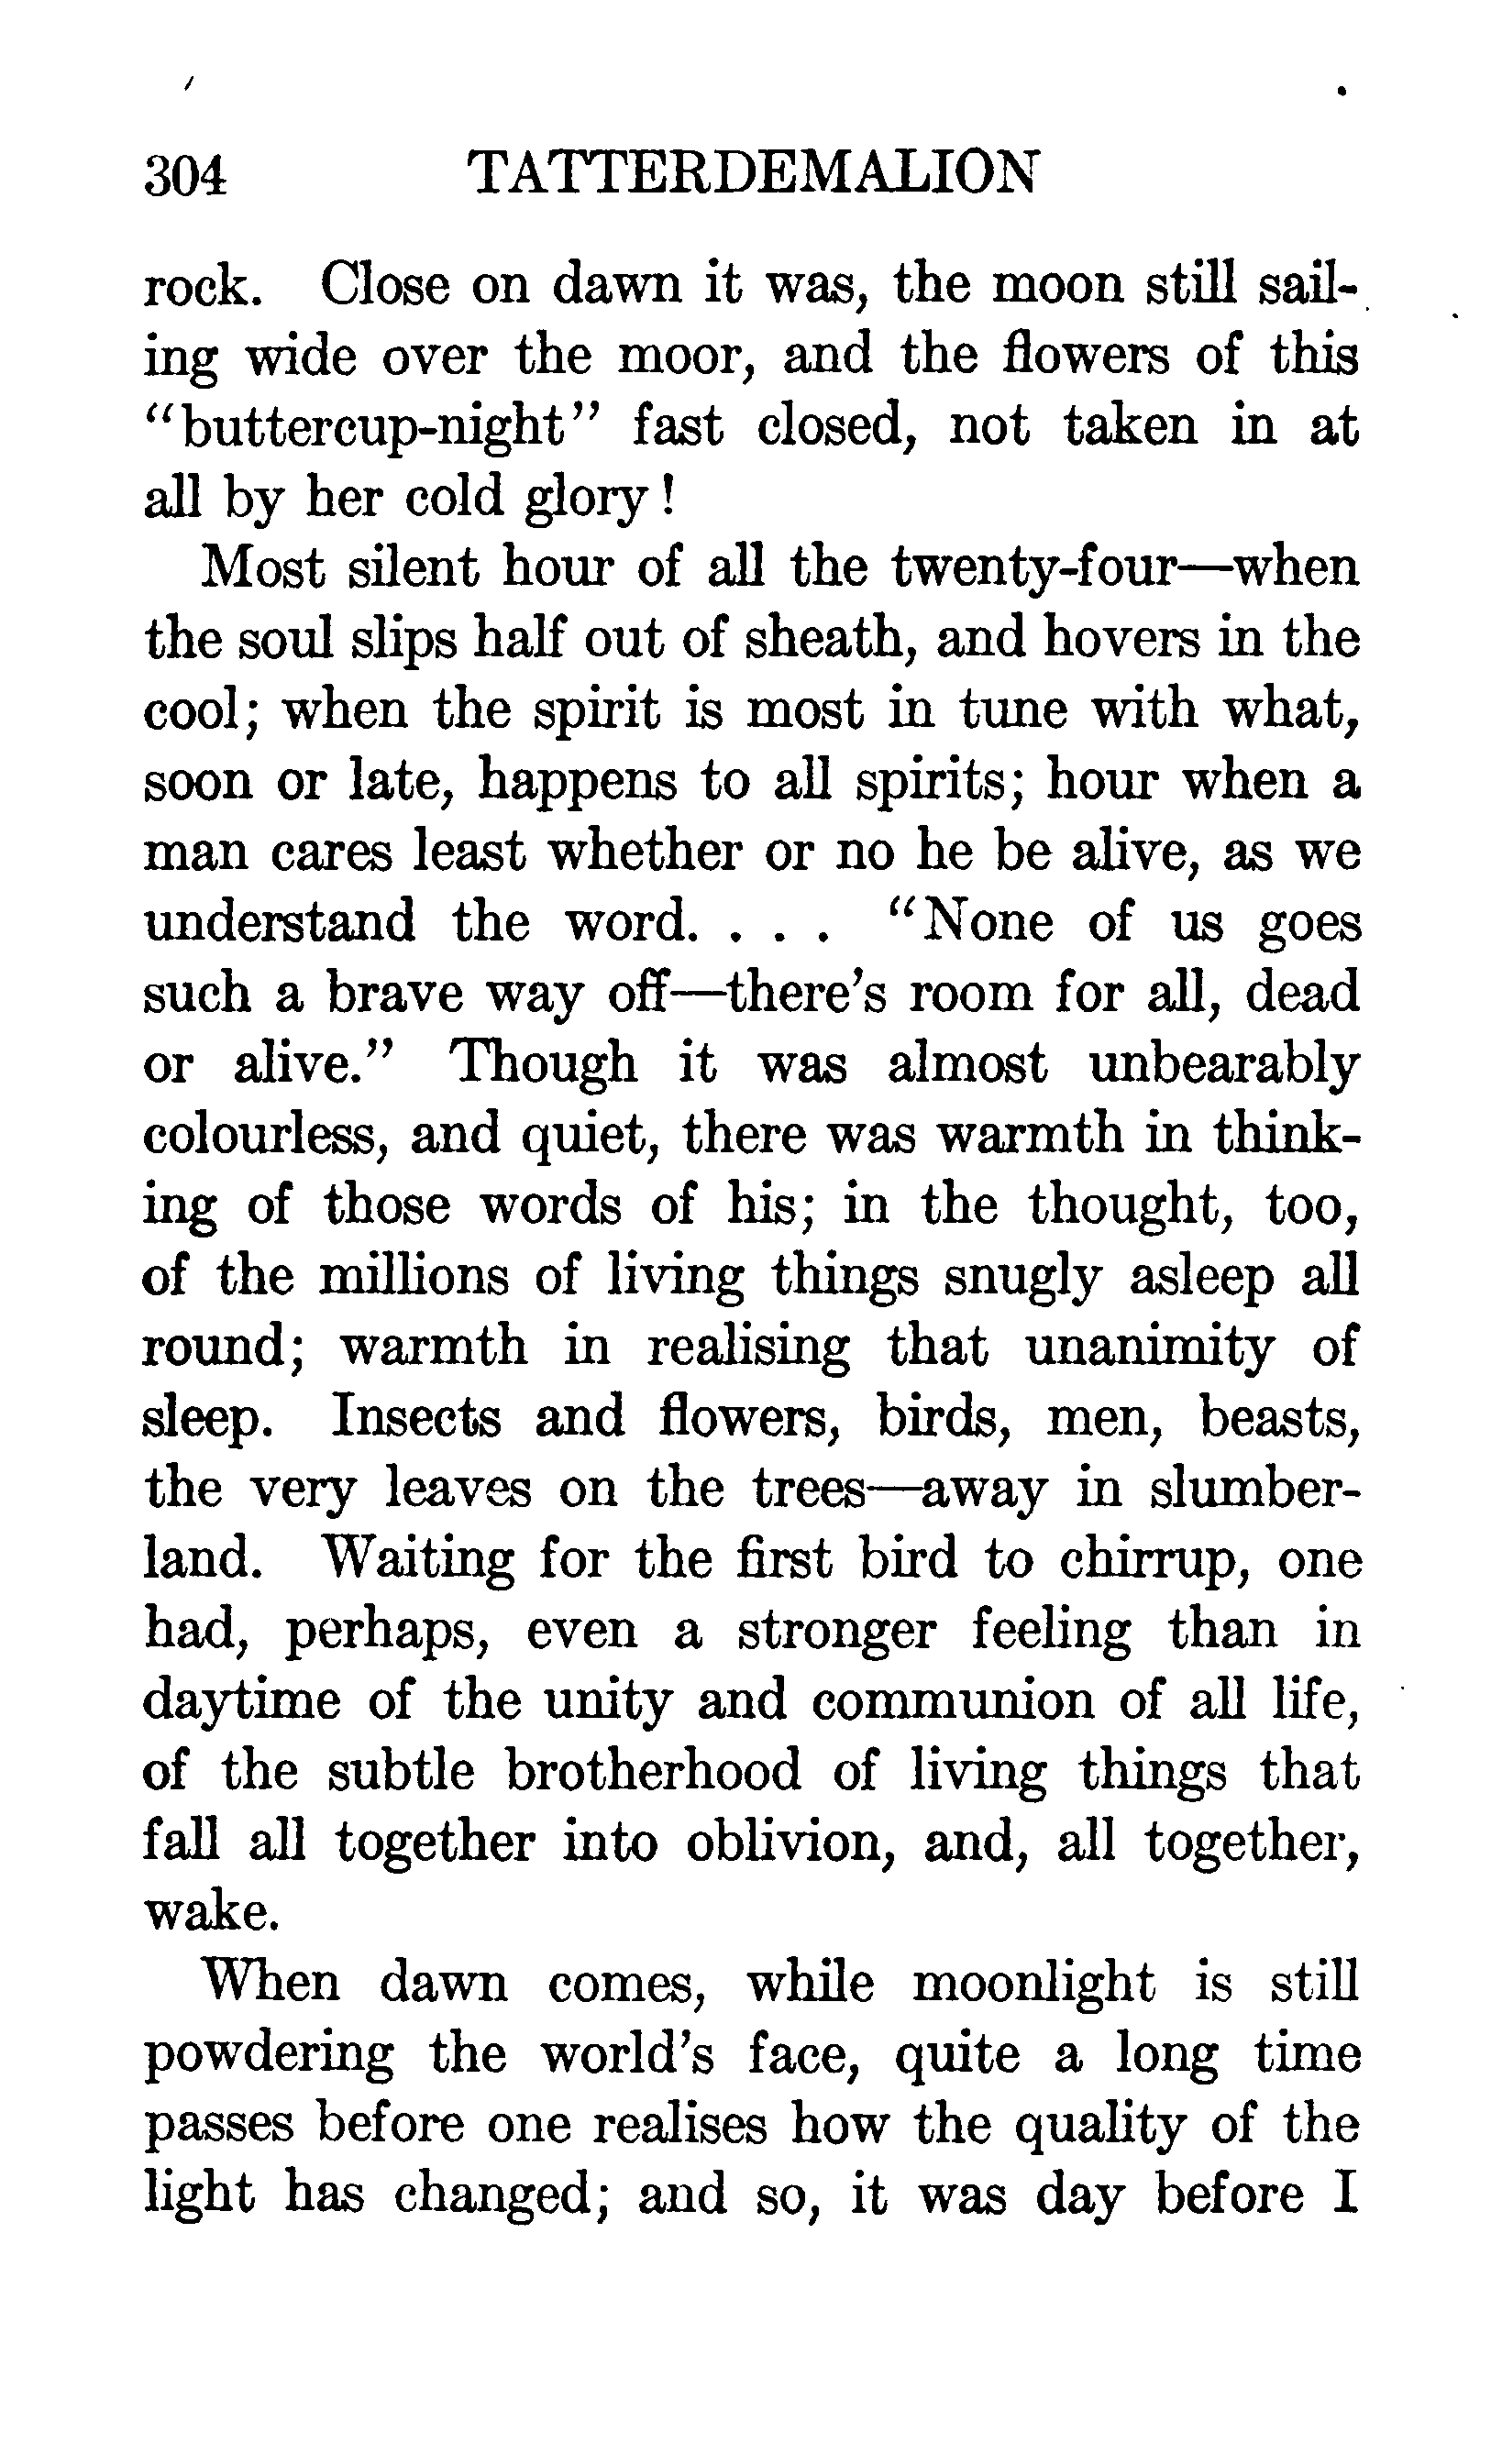 304 TATTERDEMALION
rock. Close on dawn it was, the moon still sail-
ing wide over the moor, and the flowers of this
"buttercup-night" fast closed, not taken in at
all by her cold glory!
Most silent hour of all the twenty-four—when
the soul slips half out of sheath, and hovers in the
cool; when the spirit is most in tune with what,
soon or late, happens to all spirits; hour when a
man cares least whether or no he be alive, as we
understand the word. . . . "None of us goes
such a brave way off—there's room for all, dead
or alive." Though it was almost unbearably
colourless, and quiet, there was warmth in think-
ing of those words of his; in the thought, too,
of the millions of living things snugly asleep all
round; warmth in realising that unanimity of
sleep. Insects and flowers, birds, men, beasts,
the very leaves on the trees—away in slumber-
land. Waiting for the first bird to chirrup, one
had, perhaps, even a stronger feeling than in
daytime of the unity and communion of all life,
of the subtle brotherhood of living things that
fall all together into oblivion, and, all together,
wake.
When dawn comes, while moonlight is still
powdering the world's face, quite a long time
passes before one realises how the quality of the
light has changed; and so, it was day before I